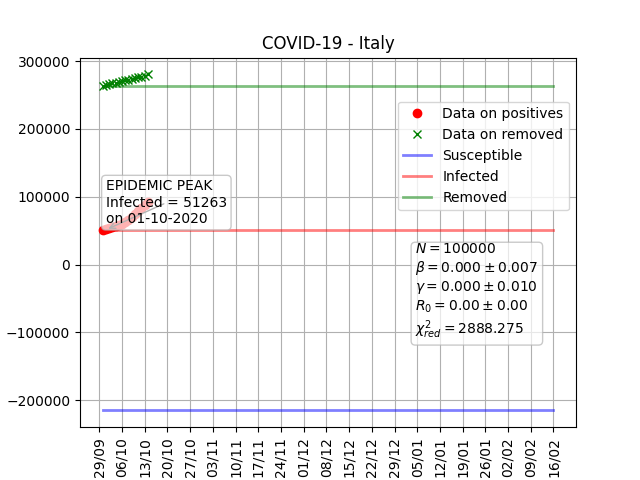 COVID-19 - Italy
300000
200000
100000
0
−100000
−200000
Data on positives
Data on removed
Susceptible
Infected
Removed
EPIDEMIC PEAK
Infected = 51263
on 01-10-2020
N = 100000
β = 0.000 ± 0.007
γ = 0.000 ± 0.010
R₀ = 0.00 ± 0.00
χ²_red = 2888.275
29/09
06/10
13/10
20/10
27/10
03/11
10/11
17/11
24/11
01/12
08/12
15/12
22/12
29/12
05/01
12/01
19/01
26/01
02/02
09/02
16/02